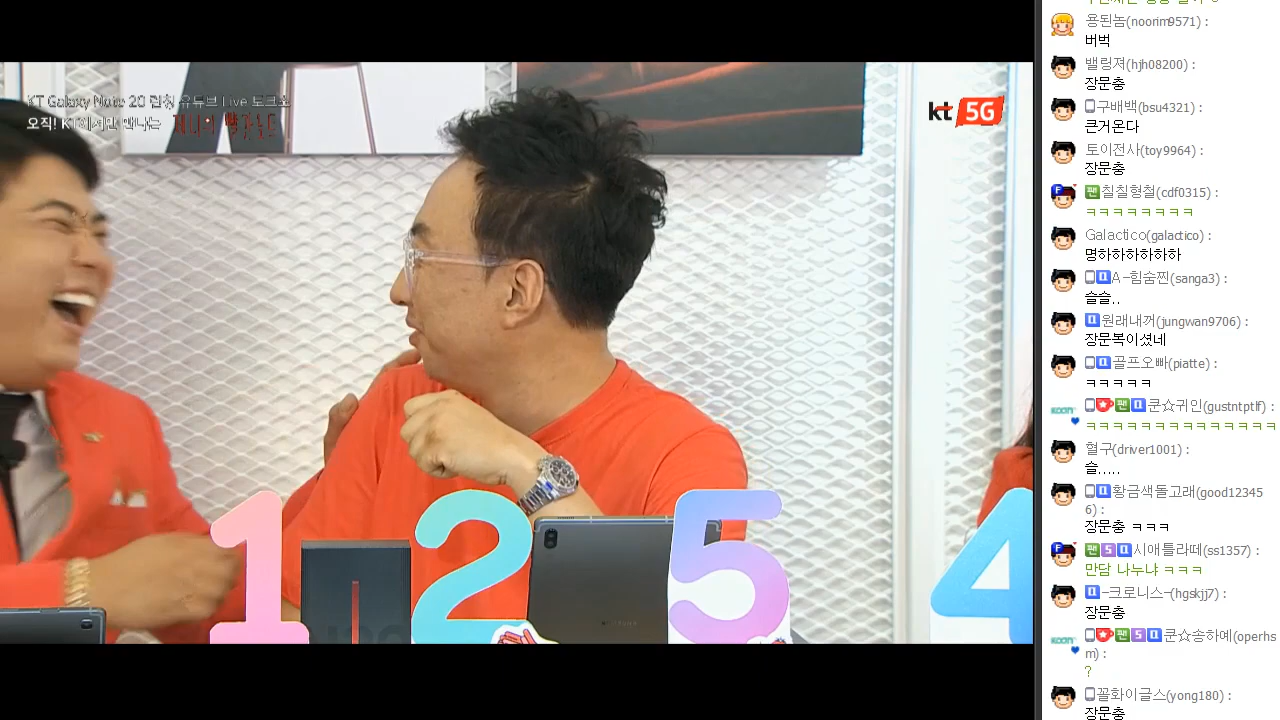 KT Galaxy Note 20 런칭 유튜브 Live 토크쇼
오직! KT에서만 만나는
kt 5G
1
2
5
4
용된놈(noorim9571) :
버벅
밸링저(hjh08200) :
장문충
구배백(bsu4321) :
큰거온다
토이전사(toy9964) :
장문충
팬 칠칠형철(cdf0315) :
ㅋㅋㅋㅋㅋㅋㅋㅋ
Galactico(galactico) :
명하하하하하하
A-힘숨찐(sanga3) :
슬슬..
원래내꺼(jungwan9706) :
장문복이셨네
골프오빠(piatte) :
ㅋㅋㅋㅋㅋ
팬 쿤☆귀인(gustntptlf) :
ㅋㅋㅋㅋㅋㅋㅋㅋㅋㅋㅋㅋㅋㅋ
혈구(driver1001) :
슬.....
황금색돌고래(good12345
6) :
장문충 ㅋㅋㅋ
팬 S 시애틀라떼(ss1357) :
만담 나누냐 ㅋㅋㅋ
-크로니스-(hgskjj7) :
장문충
팬 S 쿤☆송하예(operhs
m) :
?
꼴화이글스(yong180) :
장문충